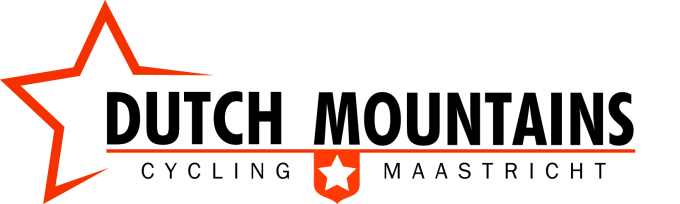 DUTCH MOUNTAINS
CYCLING MAASTRICHT